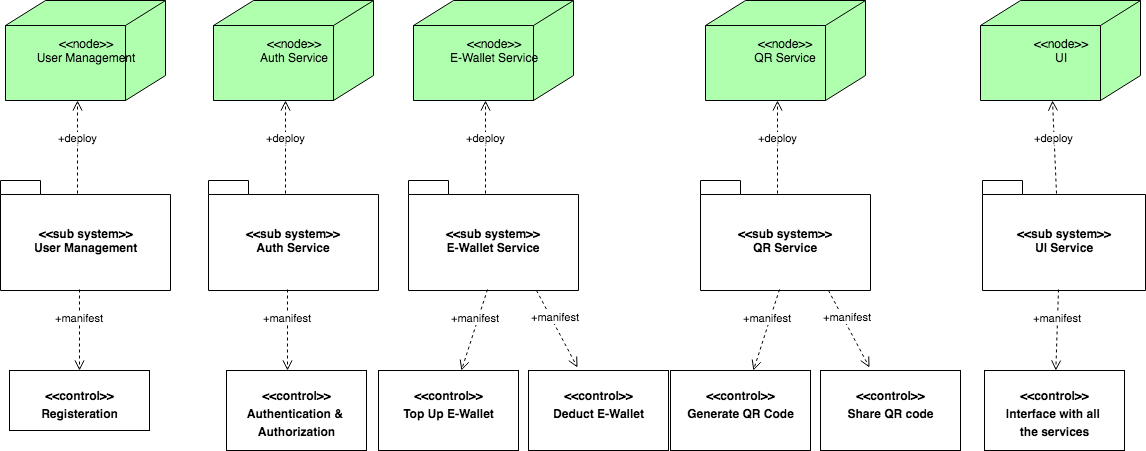 <<node>>
User Management
<<node>>
Auth Service
<<node>>
E-Wallet Service
<<node>>
QR Service
<<node>>
UI
+deploy
+deploy
+deploy
+deploy
+deploy
<<sub system>>
User Management
<<sub system>>
Auth Service
<<sub system>>
E-Wallet Service
<<sub system>>
QR Service
<<sub system>>
UI Service
+manifest
+manifest
+manifest
+manifest
+manifest
+manifest
+manifest
<<control>>
Registeration
<<control>>
Authentication &
Authorization
<<control>>
Top Up E-Wallet
<<control>>
Deduct E-Wallet
<<control>>
Generate QR Code
<<control>>
Share QR code
<<control>>
Interface with all
the services